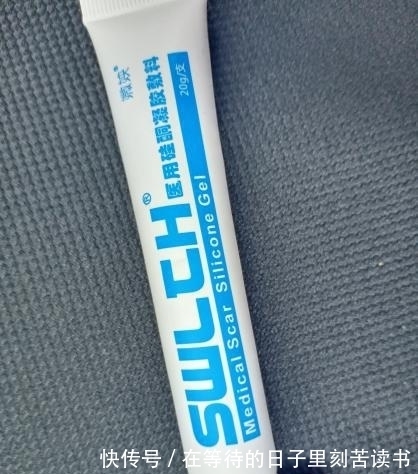 SWLCH®
医用硅酮凝胶敷料
20g/支
Medical Scar Silicone Gel
快传号 / 在等待的日子里刻苦读书